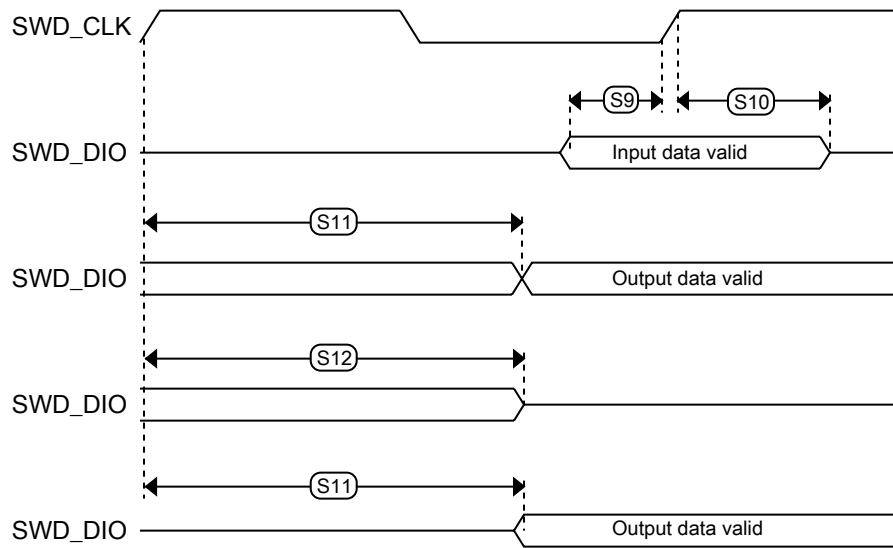 SWD_CLK
S9
S10
SWD_DIO
Input data valid
S11
SWD_DIO
Output data valid
S12
SWD_DIO
S11
SWD_DIO
Output data valid